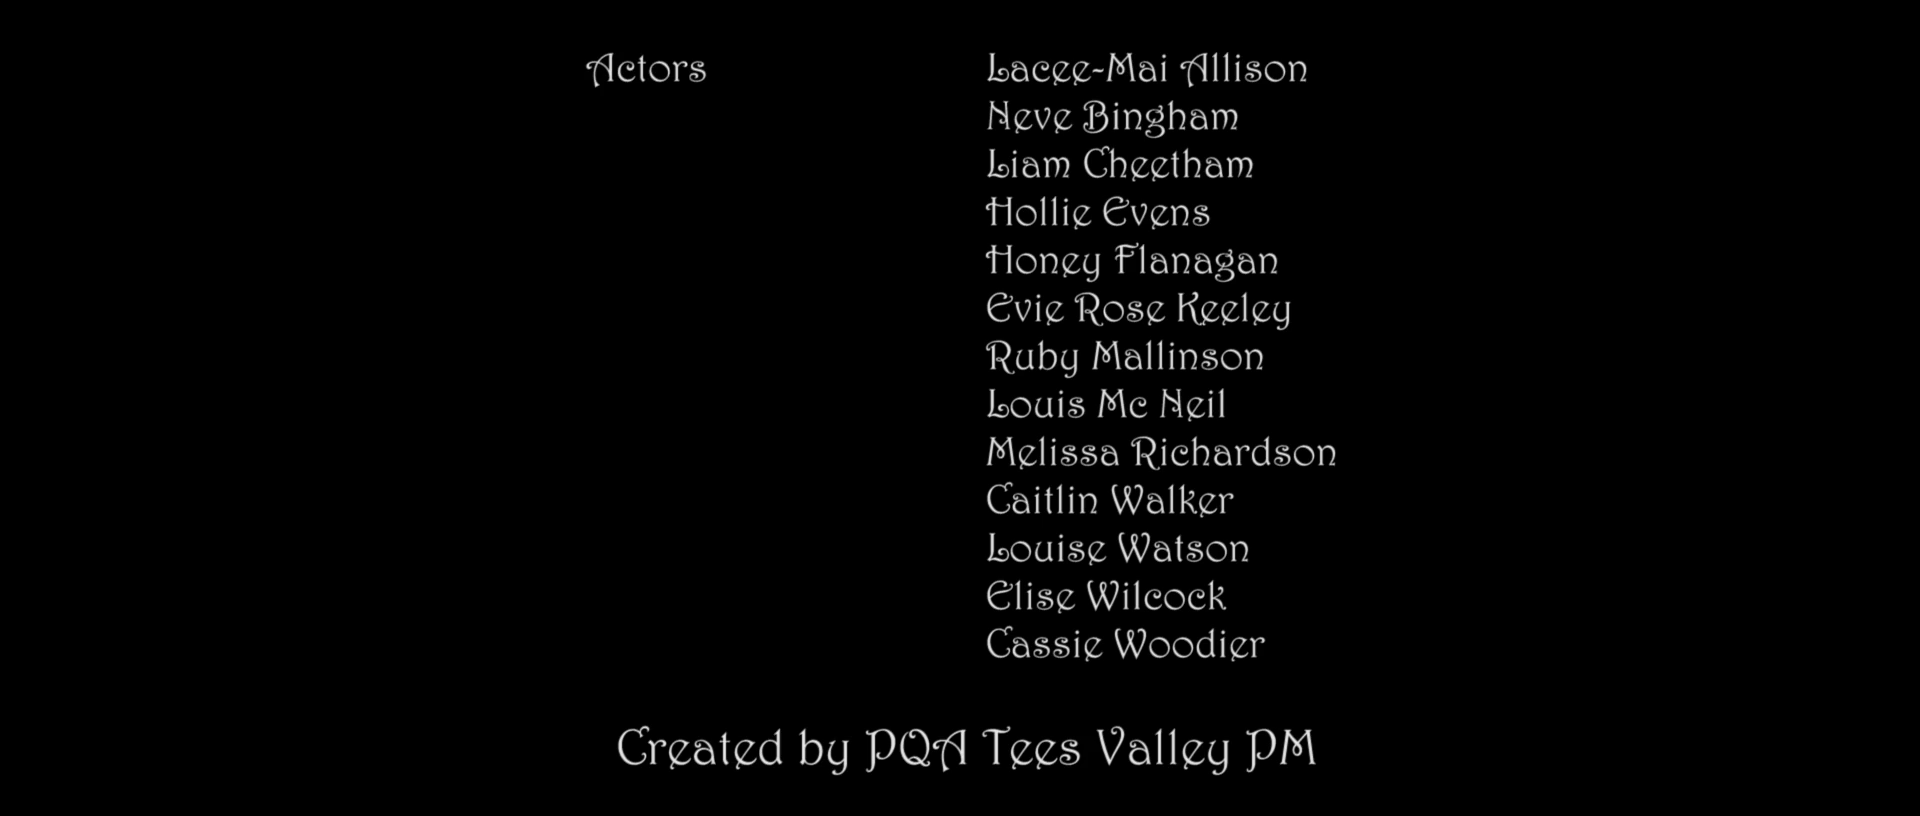 Actors Lacee-Mai Allison
Neve Bingham
Liam Cheetham
Hollie Evens
Honey Flanagan
Evie Rose Keeley
Ruby Mallinson
Louis Mc Neil
Melissa Richardson
Caitlin Walker
Louise Watson
Elise Wilcock
Cassie Woodier
Created by PQA Tees Valley PM